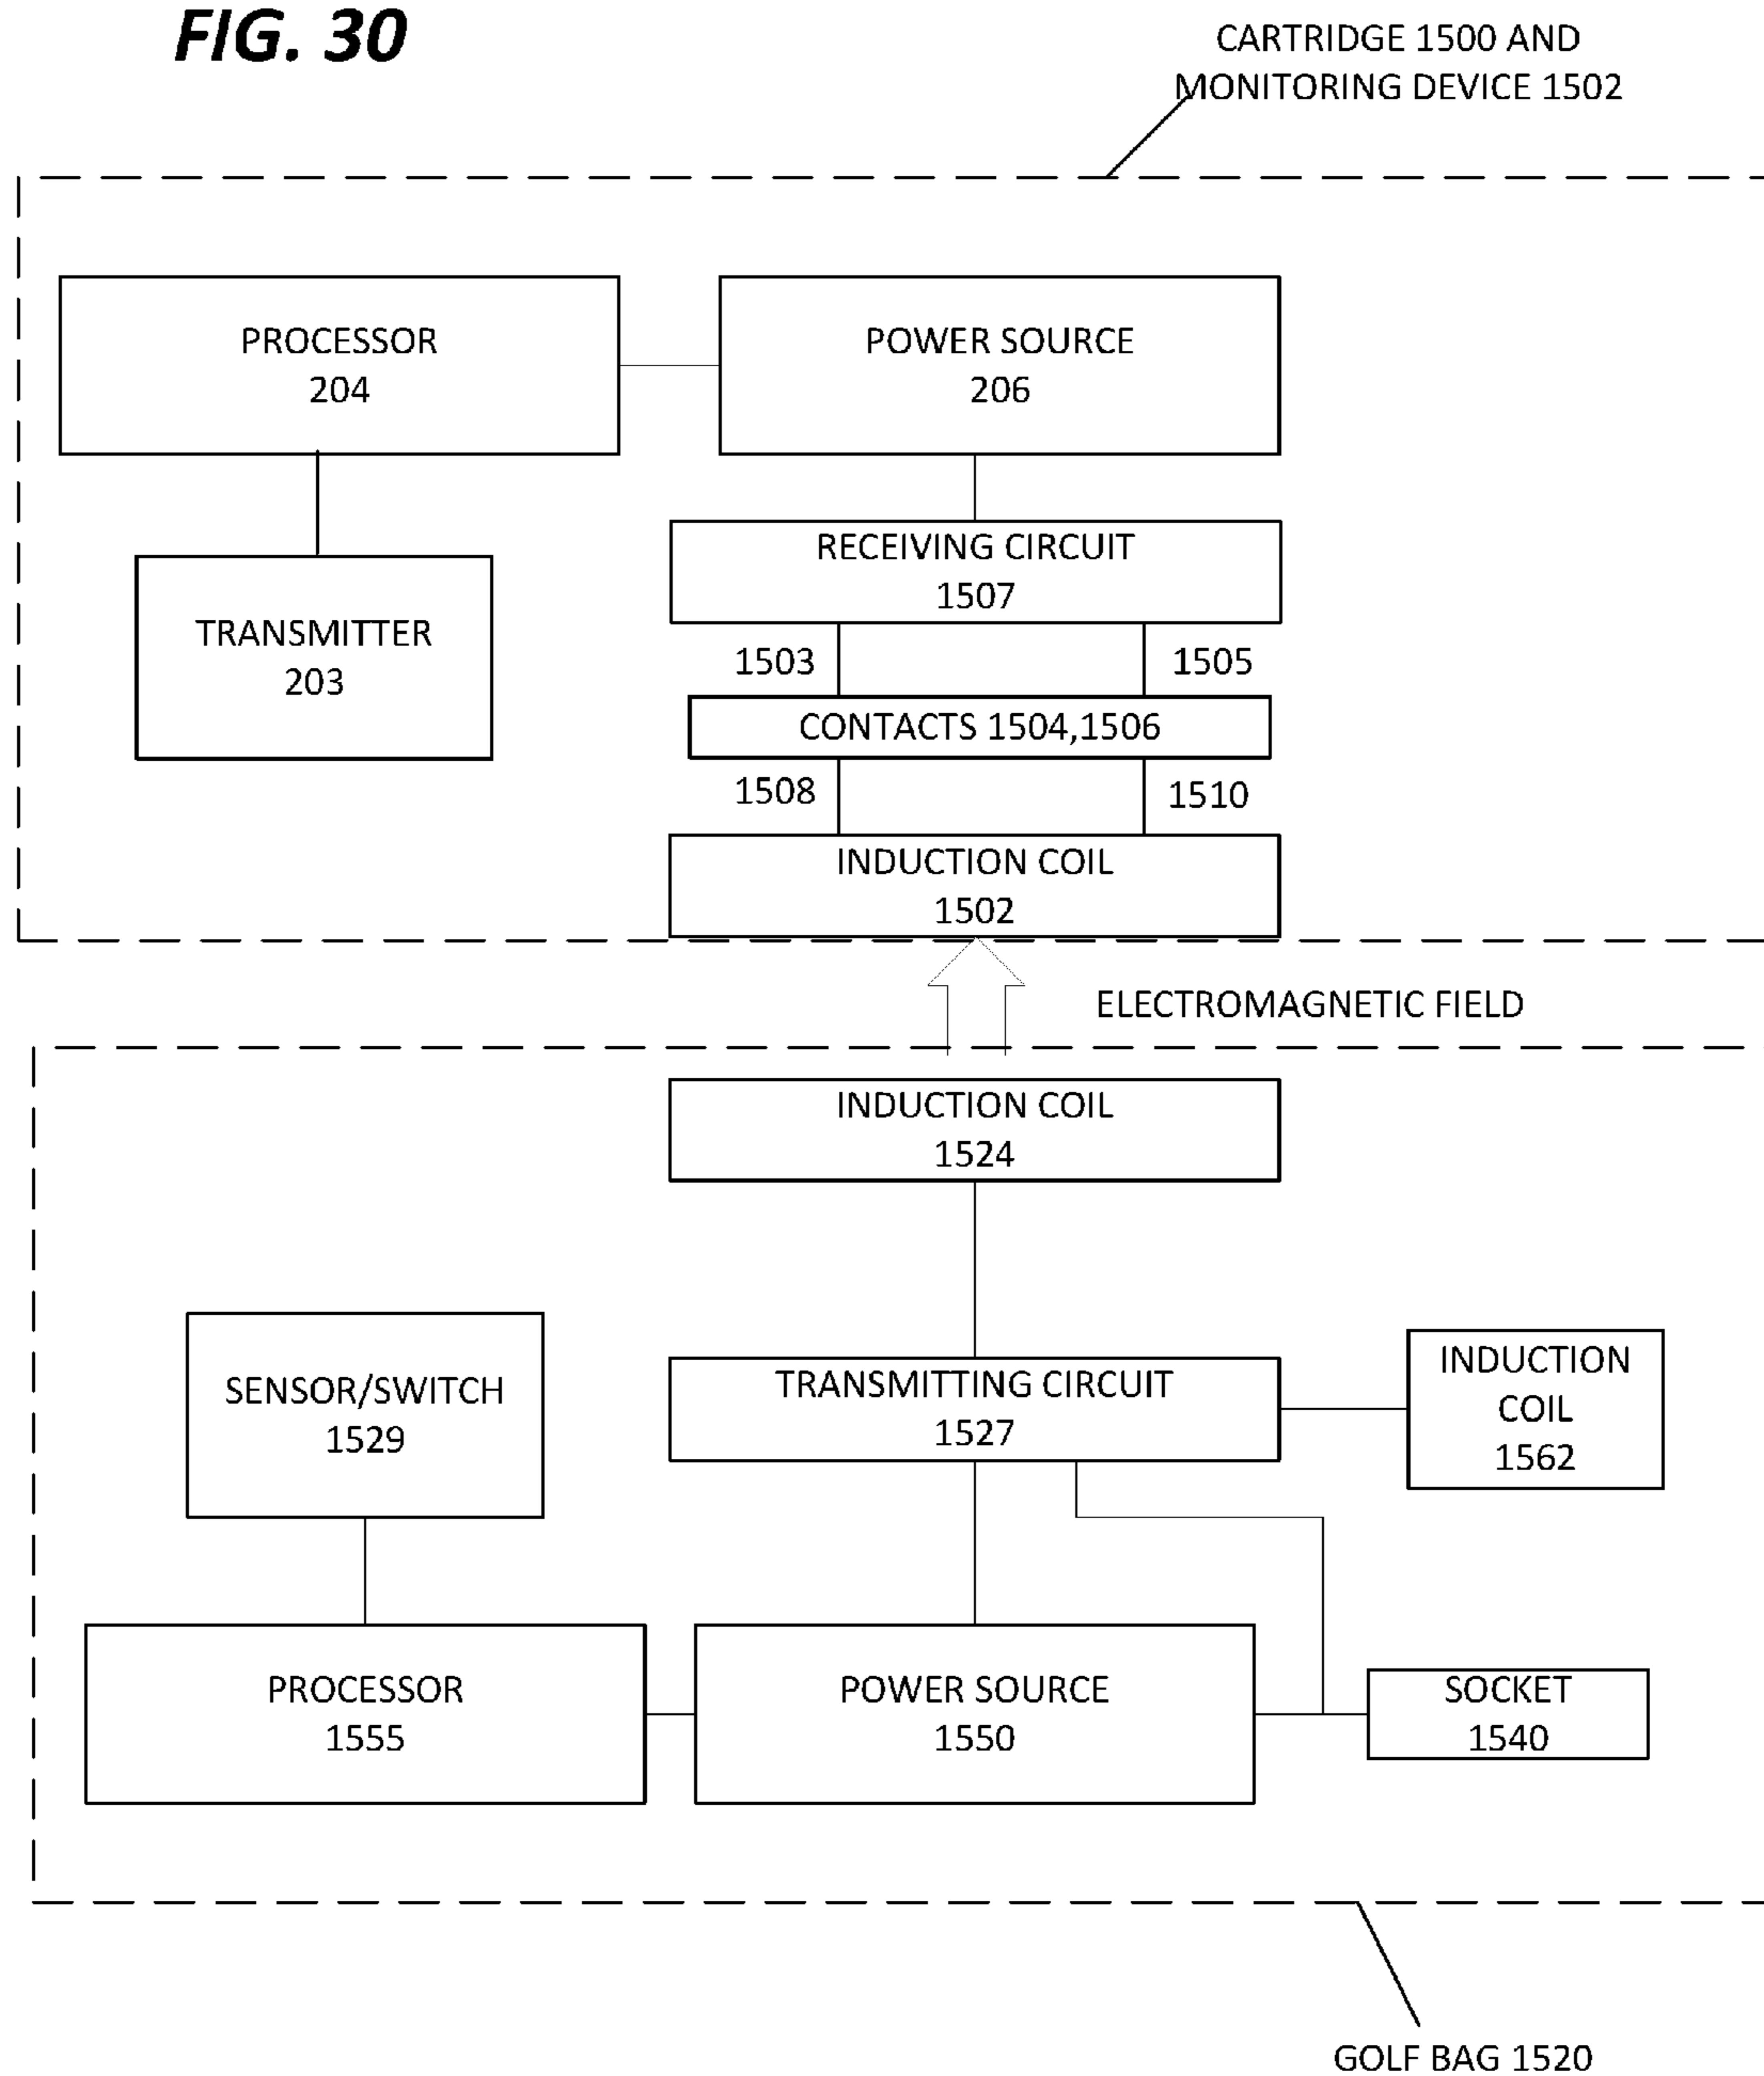 FIG. 30
CARTRIDGE 1500 AND
MONITORING DEVICE 1502
PROCESSOR
204
POWER SOURCE
206
RECEIVING CIRCUIT
1507
TRANSMITTER
203
1503
1505
CONTACTS 1504,1506
1508
1510
INDUCTION COIL
1502
ELECTROMAGNETIC FIELD
INDUCTION COIL
1524
SENSOR/SWITCH
1529
TRANSMITTING CIRCUIT
1527
INDUCTION
COIL
1562
PROCESSOR
1555
POWER SOURCE
1550
SOCKET
1540
GOLF BAG 1520